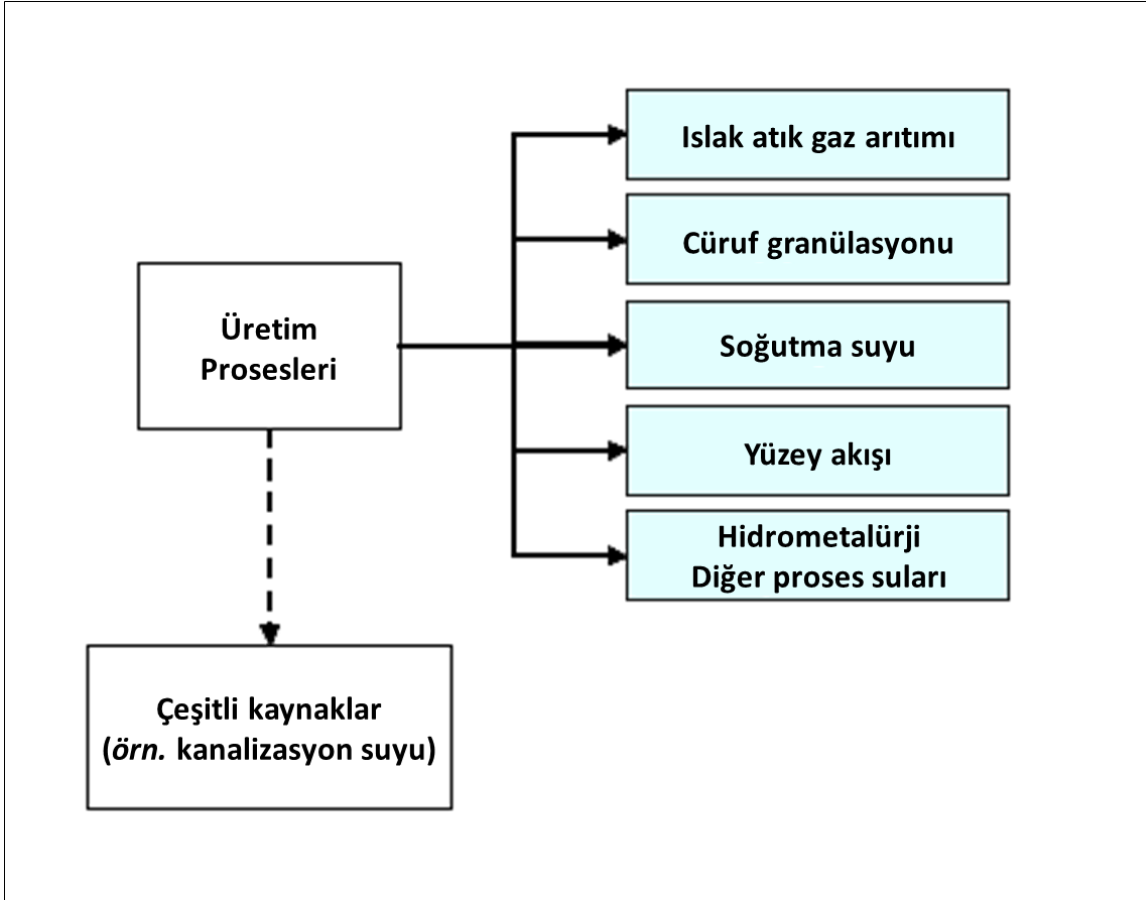 Islak atık gaz arıtımı
Cüruf granülasyonu
Üretim
Prosesleri
Soğutma suyu
Yüzey akışı
Hidrometalürji
Diğer proses suları
Çeşitli kaynaklar
(örn. kanalizasyon suyu)